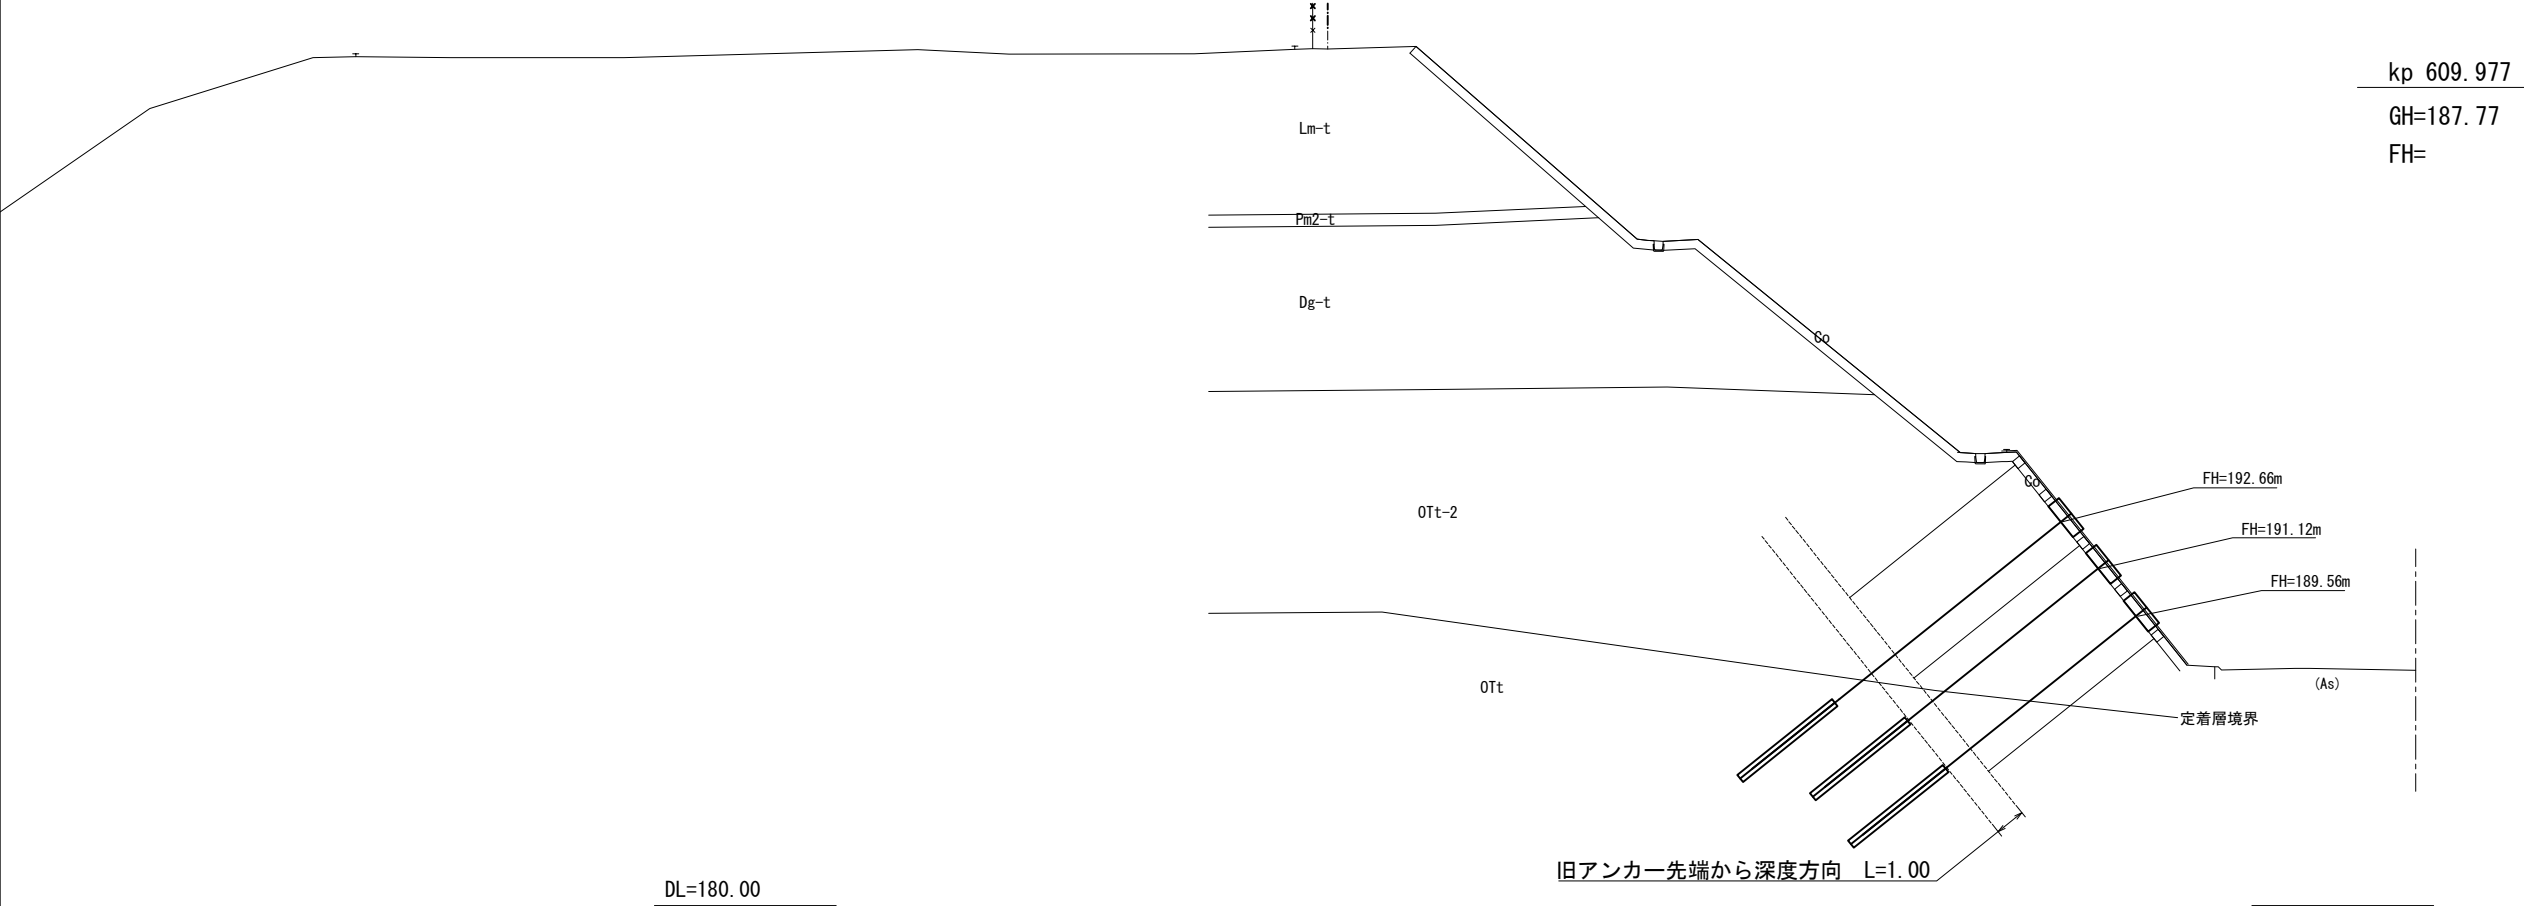 kp 609.977
GH=187.77
FH=
Lm-t
Pm2-t
Dg-t
Co
Co
FH=192.66m
OTt-2
FH=191.12m
FH=189.56m
OTt
(As)
定着層境界
旧アンカー先端から深度方向 L=1.00
DL=180.00